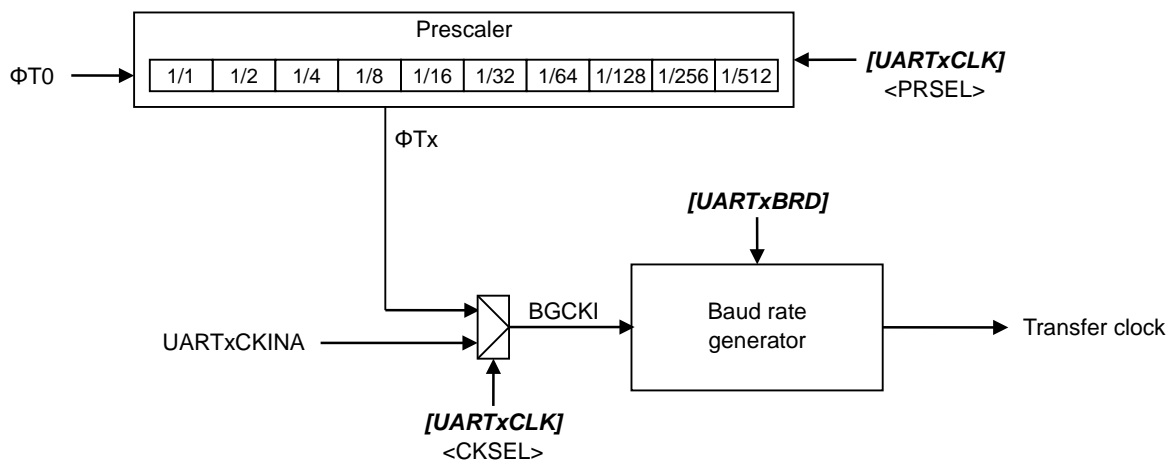 Prescaler
ΦT0
1/1 1/2 1/4 1/8 1/16 1/32 1/64 1/128 1/256 1/512
[UARTxCLK]
<PRSEL>
ΦTx
[UARTxBRD]
BGCKI
Baud rate
generator
Transfer clock
UARTxCKINA
[UARTxCLK]
<CKSEL>